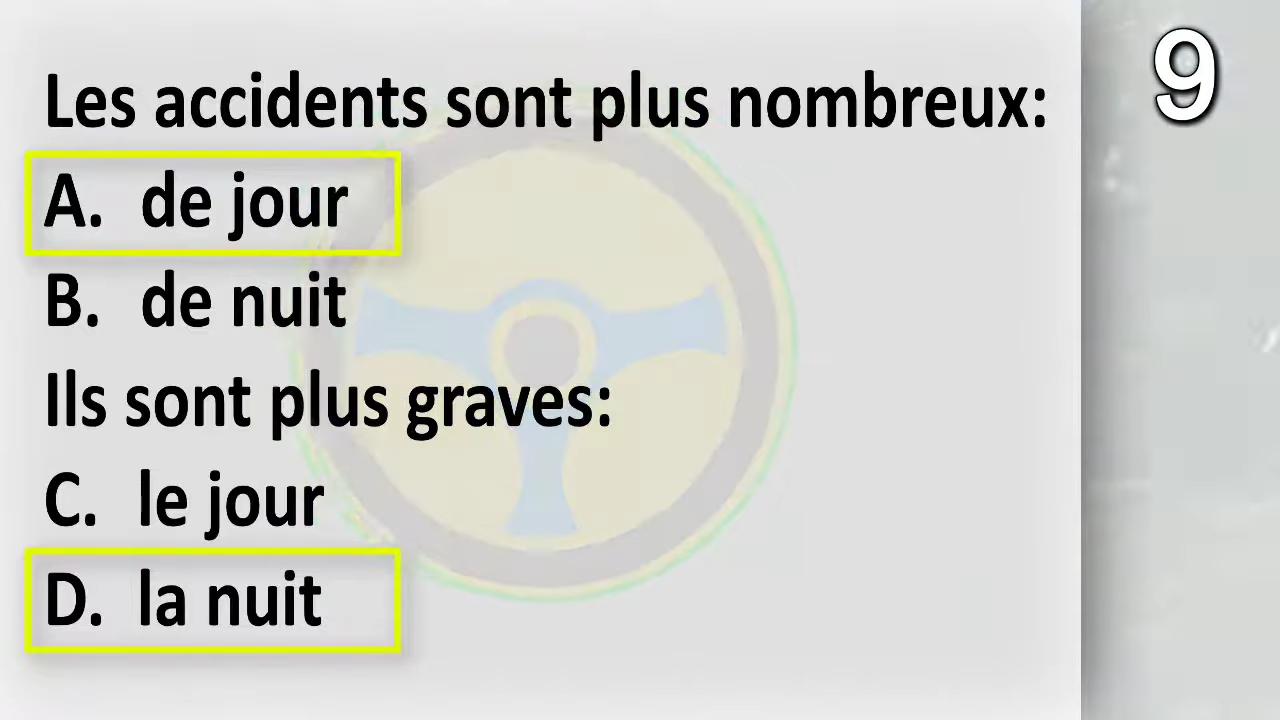 Les accidents sont plus nombreux:
A. de jour
B. de nuit
Ils sont plus graves:
C. le jour
D. la nuit
9